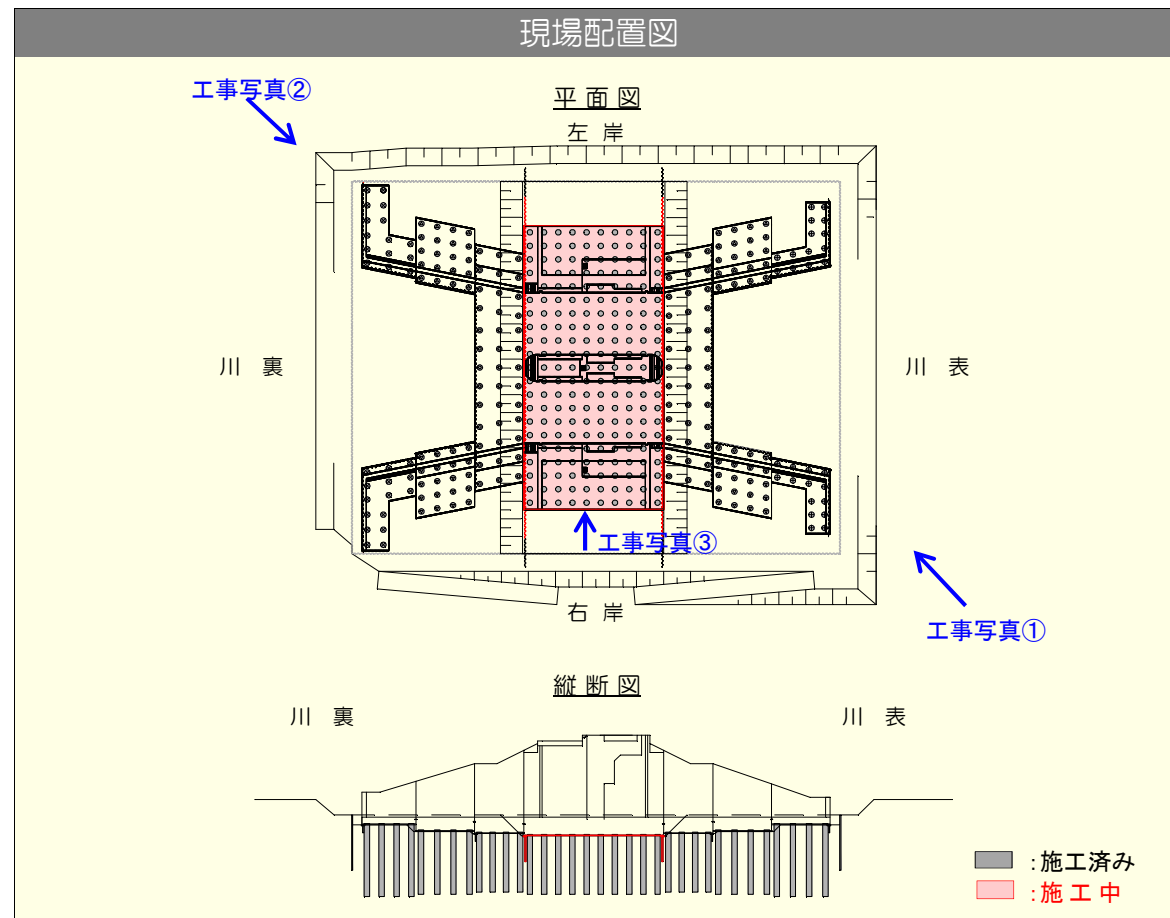 現場配置図
工事写真②
平 面 図
左 岸
川 裏
川 表
工事写真③
右 岸
工事写真①
縦 断 図
川 裏
川 表
:施工済み
:施 工 中